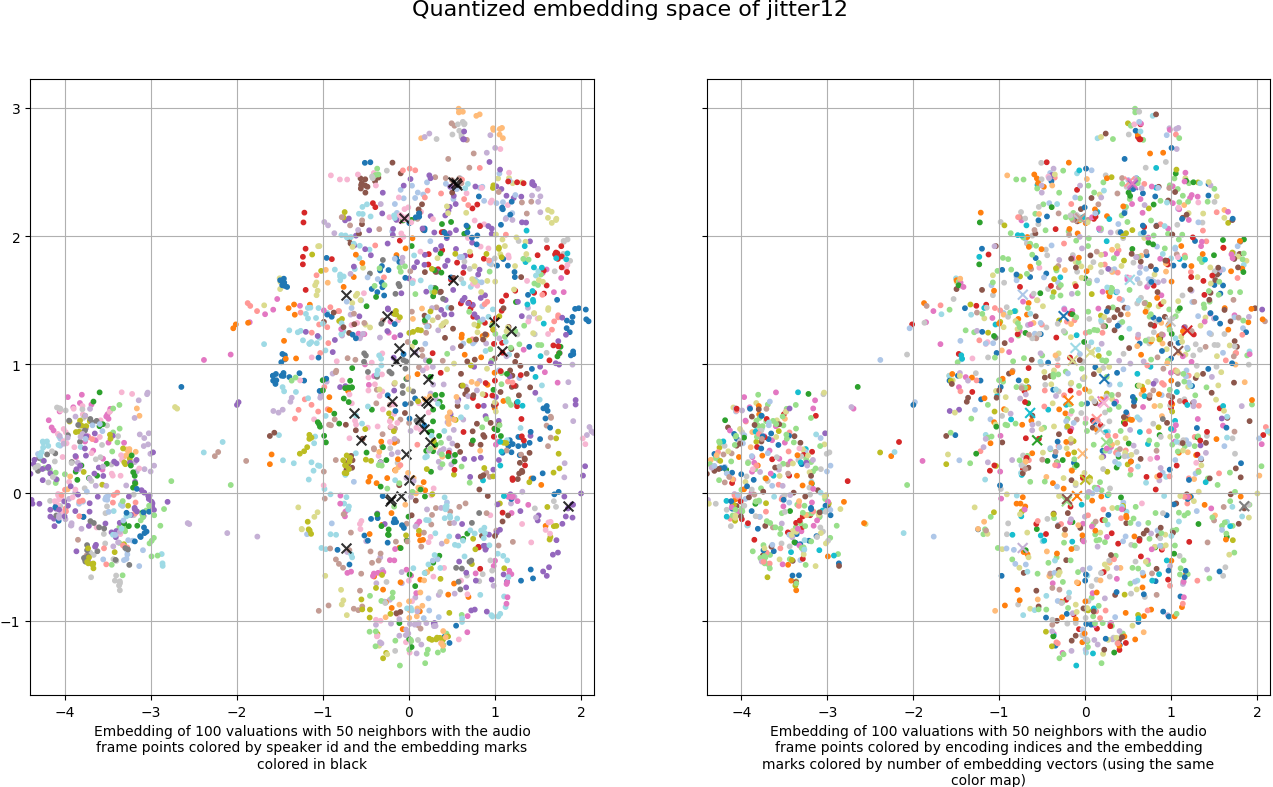 Quantized embedding space of jitter12
3
2
1
0
−1
−4 −3 −2 −1 0 1 2
−4 −3 −2 −1 0 1 2
Embedding of 100 valuations with 50 neighbors with the audio
frame points colored by speaker id and the embedding marks
colored in black
Embedding of 100 valuations with 50 neighbors with the audio
frame points colored by encoding indices and the embedding
marks colored by number of embedding vectors (using the same
color map)